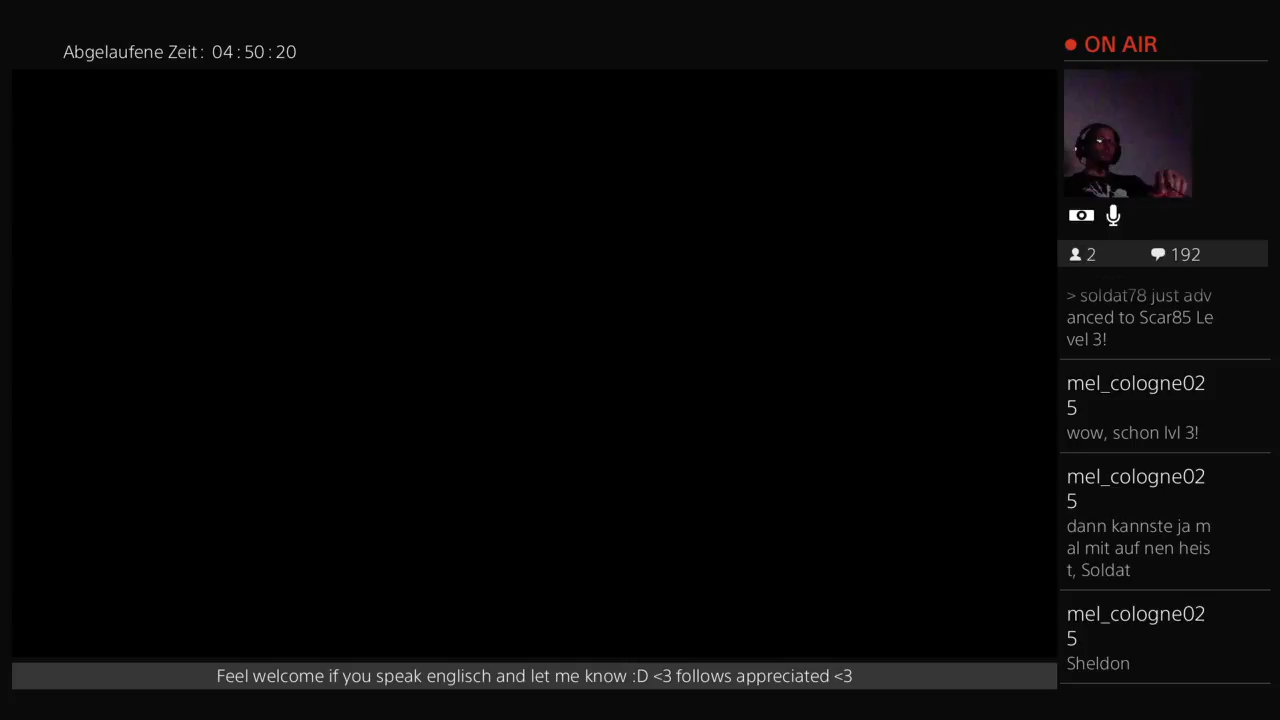 Abgelaufene Zeit: 04:50:20
ON AIR
2 192
> soldat78 just adv
anced to Scar85 Le
vel 3!
mel_cologne02
5
wow, schon lvl 3!
mel_cologne02
5
dann kannste ja m
al mit auf nen heis
t, Soldat
mel_cologne02
5
Sheldon
Feel welcome if you speak englisch and let me know :D <3 follows appreciated <3